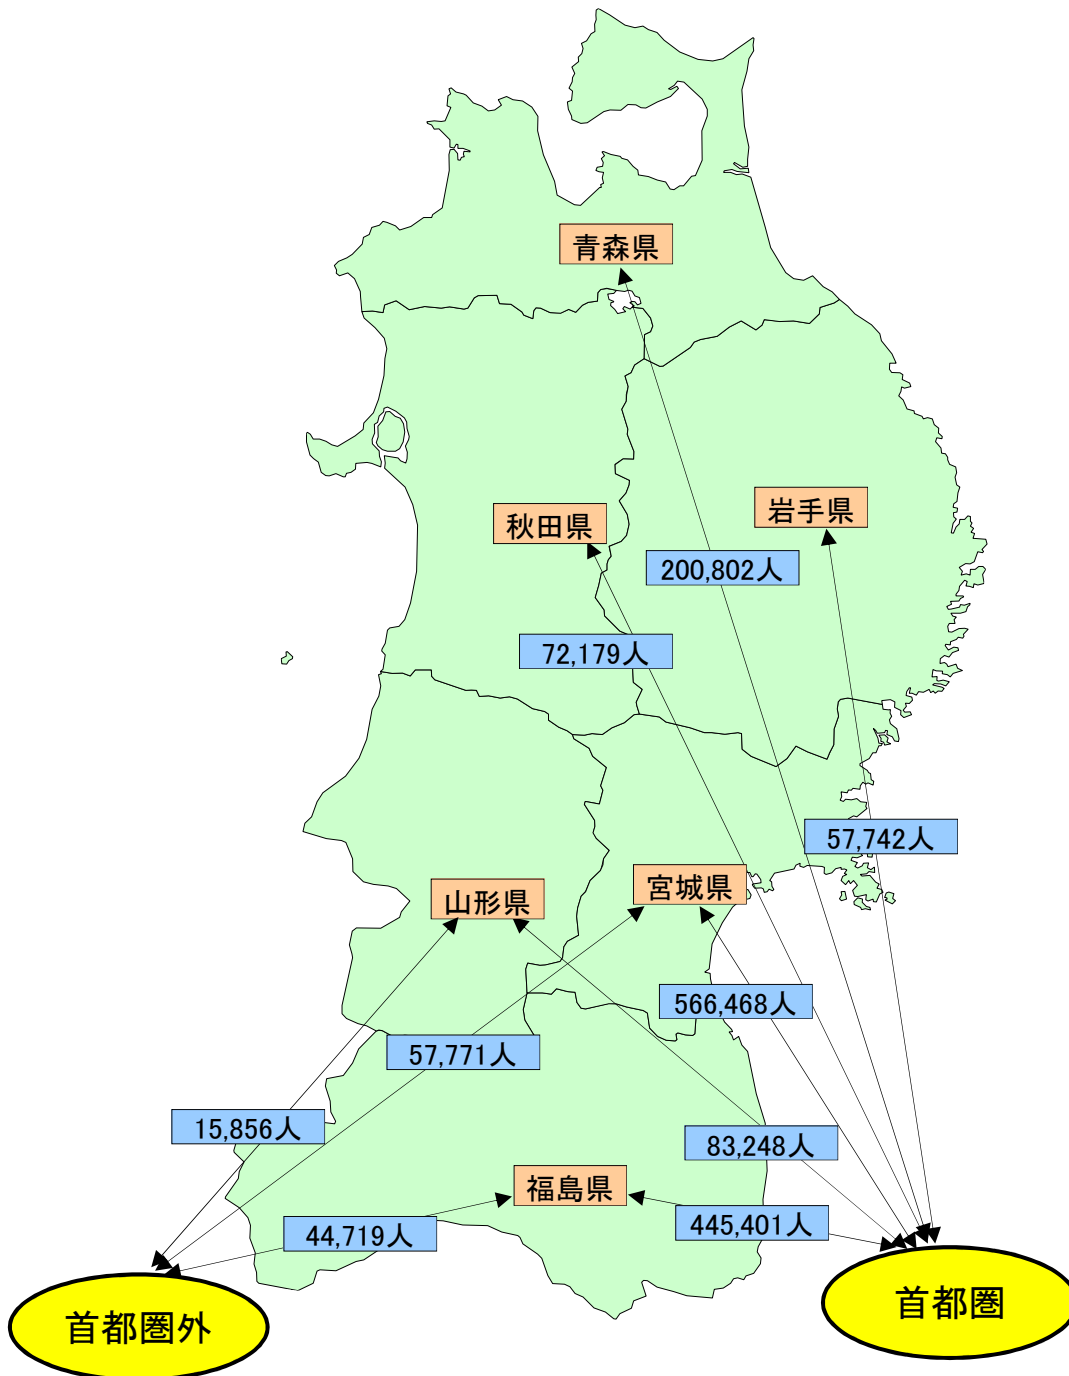 青森県
秋田県
岩手県
200,802人
72,179人
57,742人
山形県
宮城県
566,468人
57,771人
15,856人
83,248人
福島県
44,719人
445,401人
首都圏外
首都圏